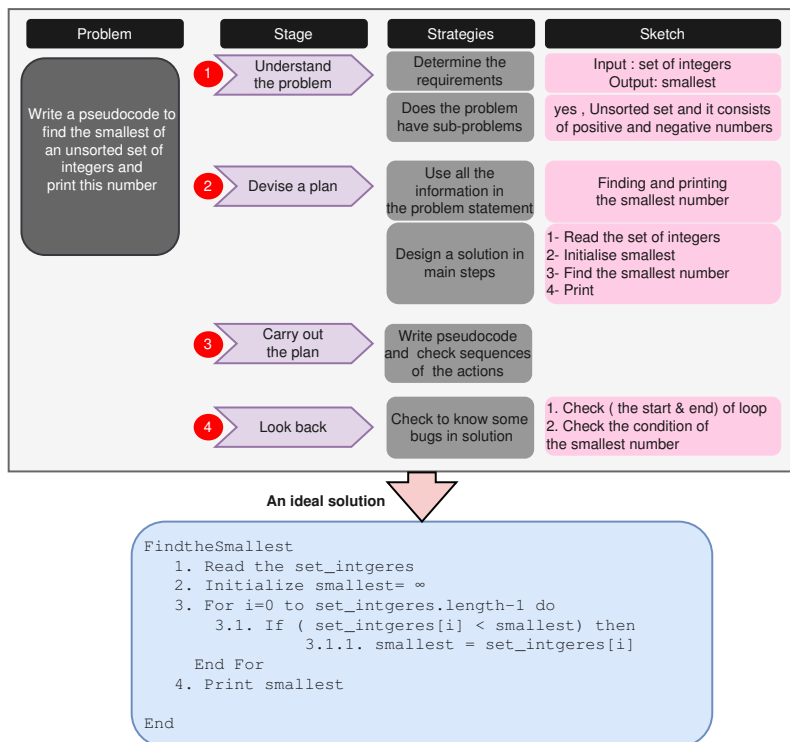 Problem
Stage
Strategies
Sketch
Write a pseudocode to
find the smallest of
an unsorted set of
integers and
print this number
1
Understand
the problem
Determine the
requirements
Input : set of integers
Output: smallest
Does the problem
have sub-problems
yes , Unsorted set and it consists
of positive and negative numbers
2
Devise a plan
Use all the
information in
the problem statement
Finding and printing
the smallest number
Design a solution in
main steps
1- Read the set of integers
2- Initialise smallest
3- Find the smallest number
4- Print
3
Carry out
the plan
Write pseudocode
and check sequences
of the actions
4
Look back
Check to know some
bugs in solution
1. Check ( the start & end) of loop
2. Check the condition of
the smallest number
An ideal solution
FindtheSmallest
1. Read the set_intgeres
2. Initialize smallest= ∞
3. For i=0 to set_intgeres.length-1 do
3.1. If ( set_intgeres[i] < smallest) then
3.1.1. smallest = set_intgeres[i]
End For
4. Print smallest
End